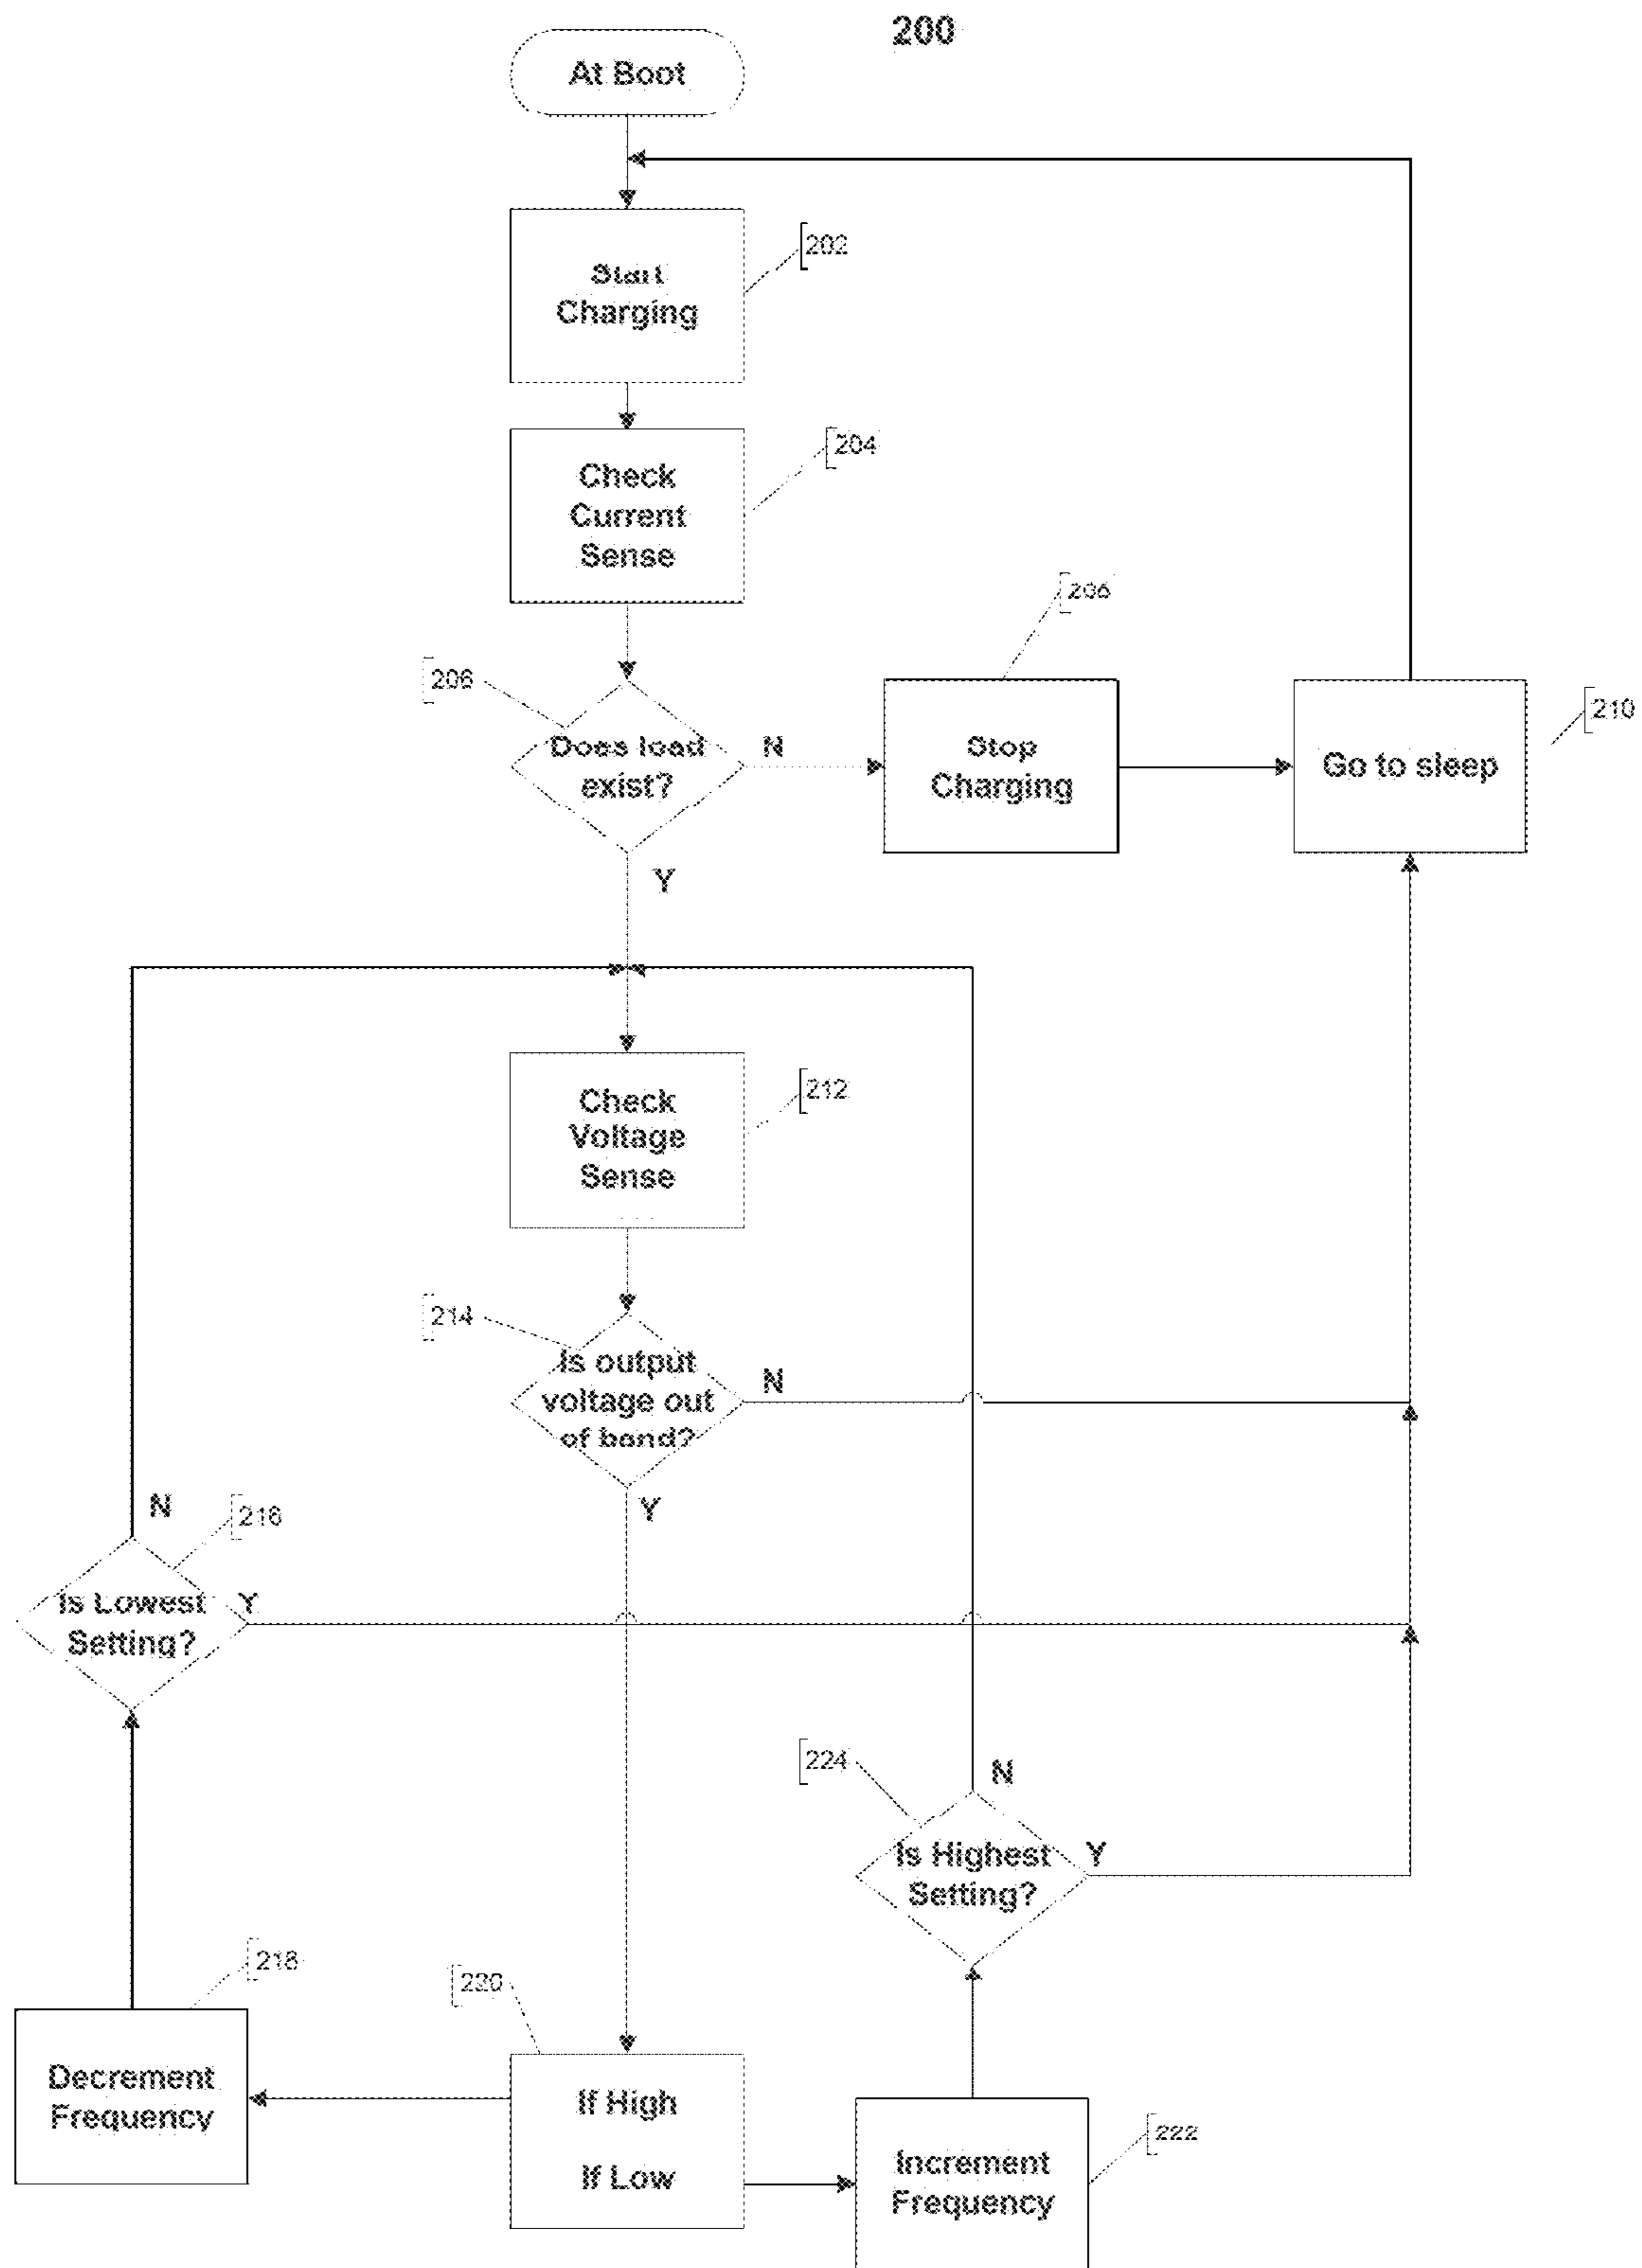 200
At Boot
202
Start
Charging
204
Check
Current
Sense
206
206
Does load
exist?
N
Stop
Charging
Go to sleep
210
Y
Check
Voltage
Sense
212
214
Is output
voltage out
of band?
N
Y
N
216
Is Lowest
Setting?
Y
224
N
Is Highest
Setting?
Y
218
Decrement
Frequency
220
If High
If Low
Increment
Frequency
222